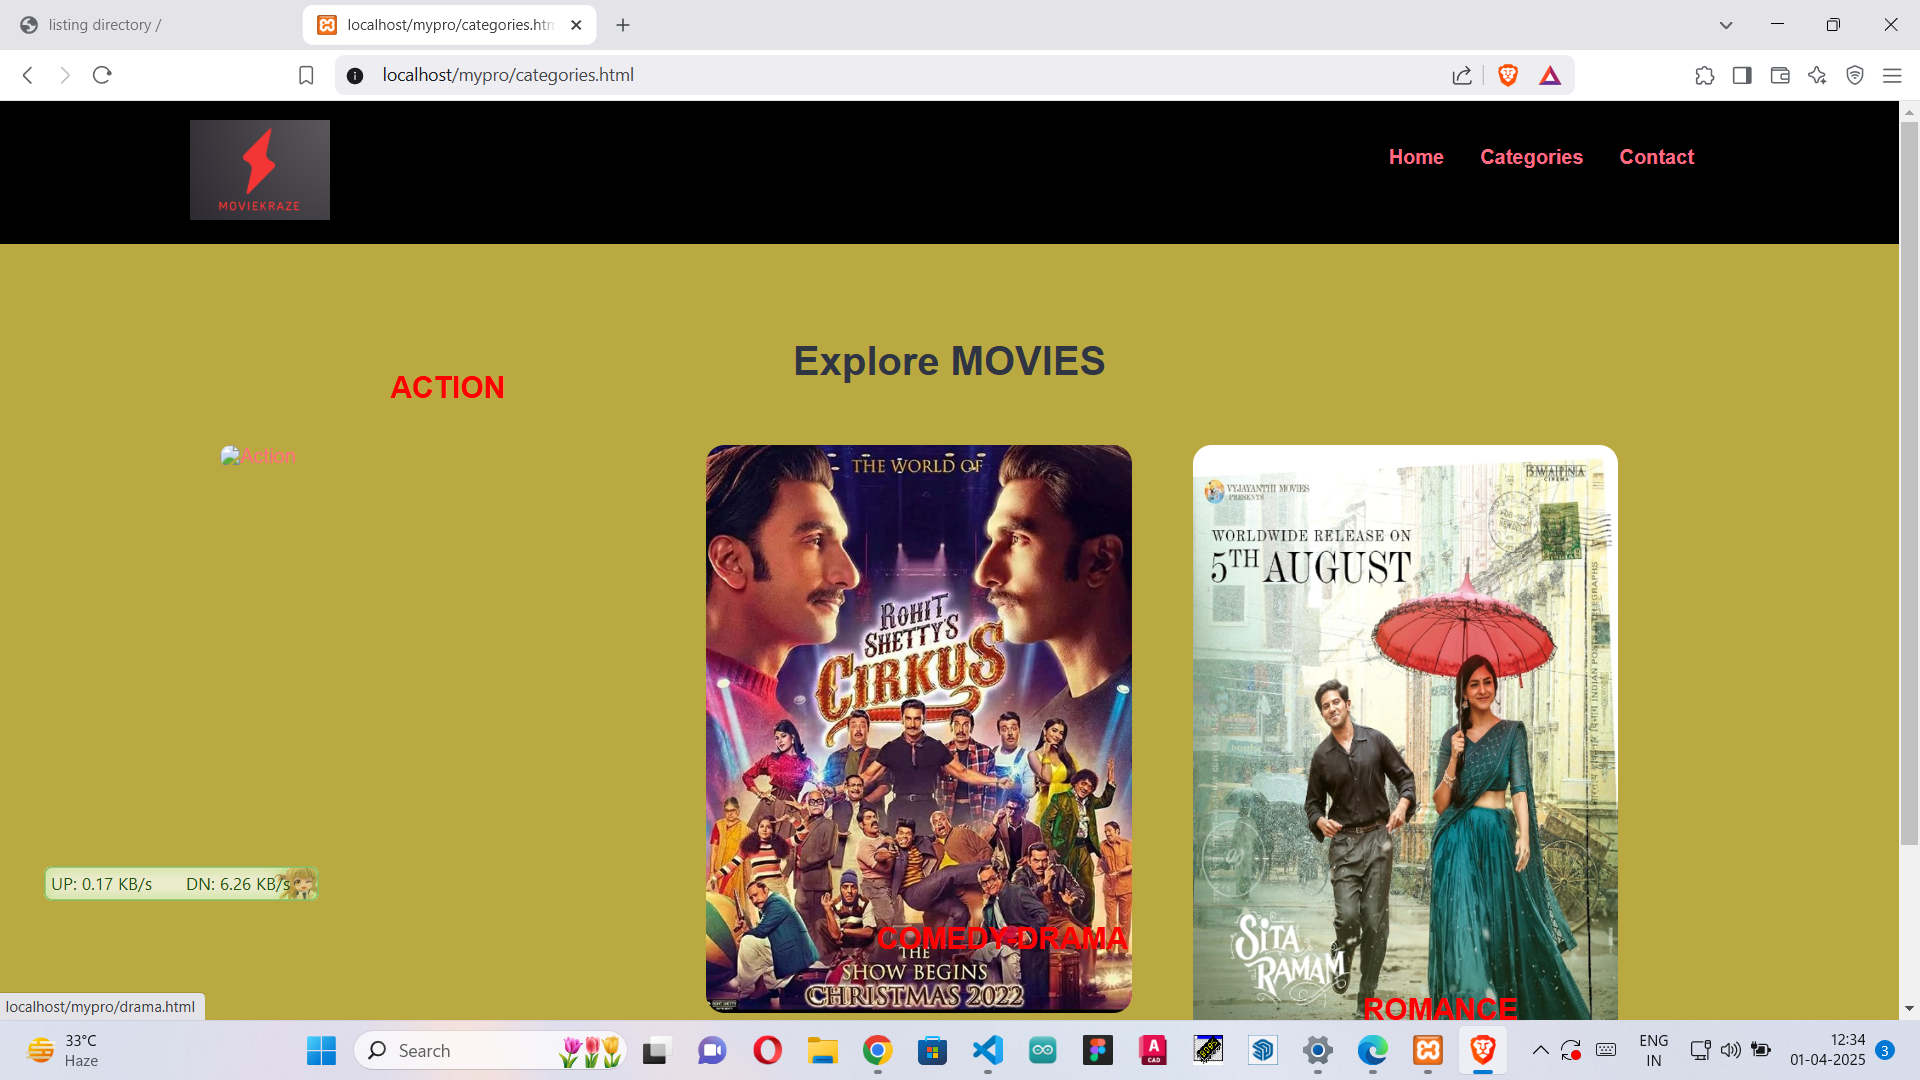 listing directory /
localhost/mypro/categories.htm
localhost/mypro/categories.html
MOVIEKRAZE
Home
Categories
Contact
Explore MOVIES
ACTION
Action
THE WORLD OF
ROHIT
SHETTY'S
CIRKUS
COMEDY-DRAMA
THE
SHOW BEGINS
CHRISTMAS 2022
SWAPNA
CINEMA
VYJAYANTHI MOVIES
PRESENTS
WORLDWIDE RELEASE ON
5TH AUGUST
SITA
RAMAM
ROMANCE
UP: 0.17 KB/s
DN: 6.26 KB/s
localhost/mypro/drama.html
33°C
Haze
Search
A
CAD
ENG
IN
12:34
01-04-2025
3